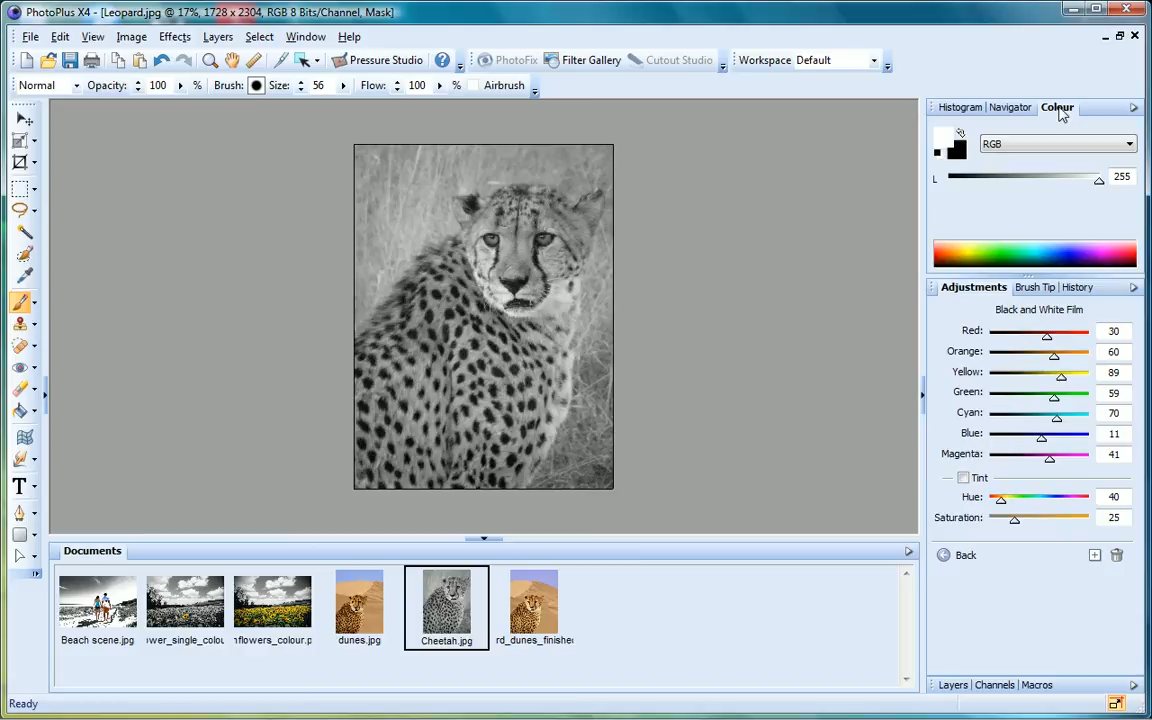 PhotoPlus X4 - [Leopard.jpg @ 17%, 1728 x 2304, RGB 8 Bits/Channel, Mask]
File Edit View Image Effects Layers Select Window Help
Pressure Studio PhotoFix Filter Gallery Cutout Studio Workspace Default
Normal Opacity: 100 % Brush: Size: 56 Flow: 100 % Airbrush
Histogram | Navigator Colour
RGB
L 255
Adjustments Brush Tip | History
Black and White Film
Red: 30
Orange: 60
Yellow: 89
Green: 59
Cyan: 70
Blue: 11
Magenta: 41
Tint
Hue: 40
Saturation: 25
Back
T
Documents
Beach scene.jpg ower_single_colou nflowers_colour.p dunes.jpg Cheetah.jpg rd_dunes_finished
Layers | Channels | Macros
Ready